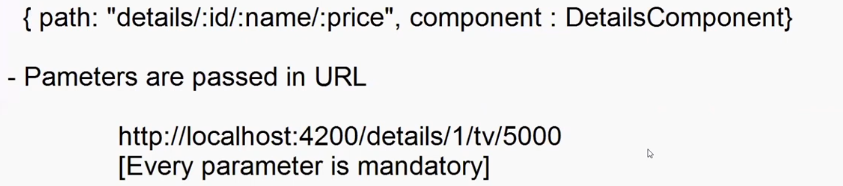 { path: "details/:id/:name/:price", component : DetailsComponent}
- Pameters are passed in URL
http://localhost:4200/details/1/tv/5000
[Every parameter is mandatory]